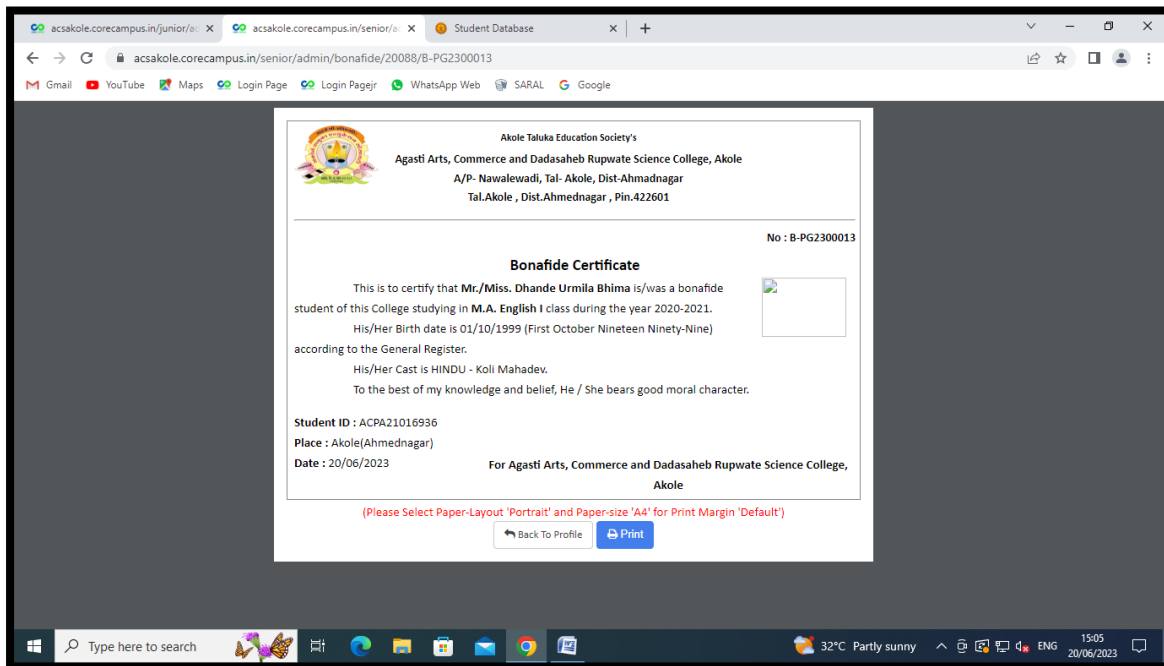 acsakole.corecampus.in/junior/ac
acsakole.corecampus.in/senior/ac
Student Database
acsakole.corecampus.in/senior/admin/bonafide/20088/B-PG2300013
Gmail YouTube Maps Login Page Login Pagejr WhatsApp Web SARAL Google
Akole Taluka Education Society's
Agasti Arts, Commerce and Dadasaheb Rupwate Science College, Akole
A/P- Nawalewadi, Tal- Akole, Dist-Ahmadnagar
Tal.Akole , Dist.Ahmednagar , Pin.422601
No : B-PG2300013
Bonafide Certificate
This is to certify that Mr./Miss. Dhande Urmila Bhima is/was a bonafide
student of this College studying in M.A. English I class during the year 2020-2021.
His/Her Birth date is 01/10/1999 (First October Nineteen Ninety-Nine)
according to the General Register.
His/Her Cast is HINDU - Koli Mahadev.
To the best of my knowledge and belief, He / She bears good moral character.
Student ID : ACPA21016936
Place : Akole(Ahmednagar)
Date : 20/06/2023
For Agasti Arts, Commerce and Dadasaheb Rupwate Science College,
Akole
(Please Select Paper-Layout 'Portrait' and Paper-size 'A4' for Print Margin 'Default')
Back To Profile Print
Type here to search
32°C Partly sunny
ENG
15:05
20/06/2023